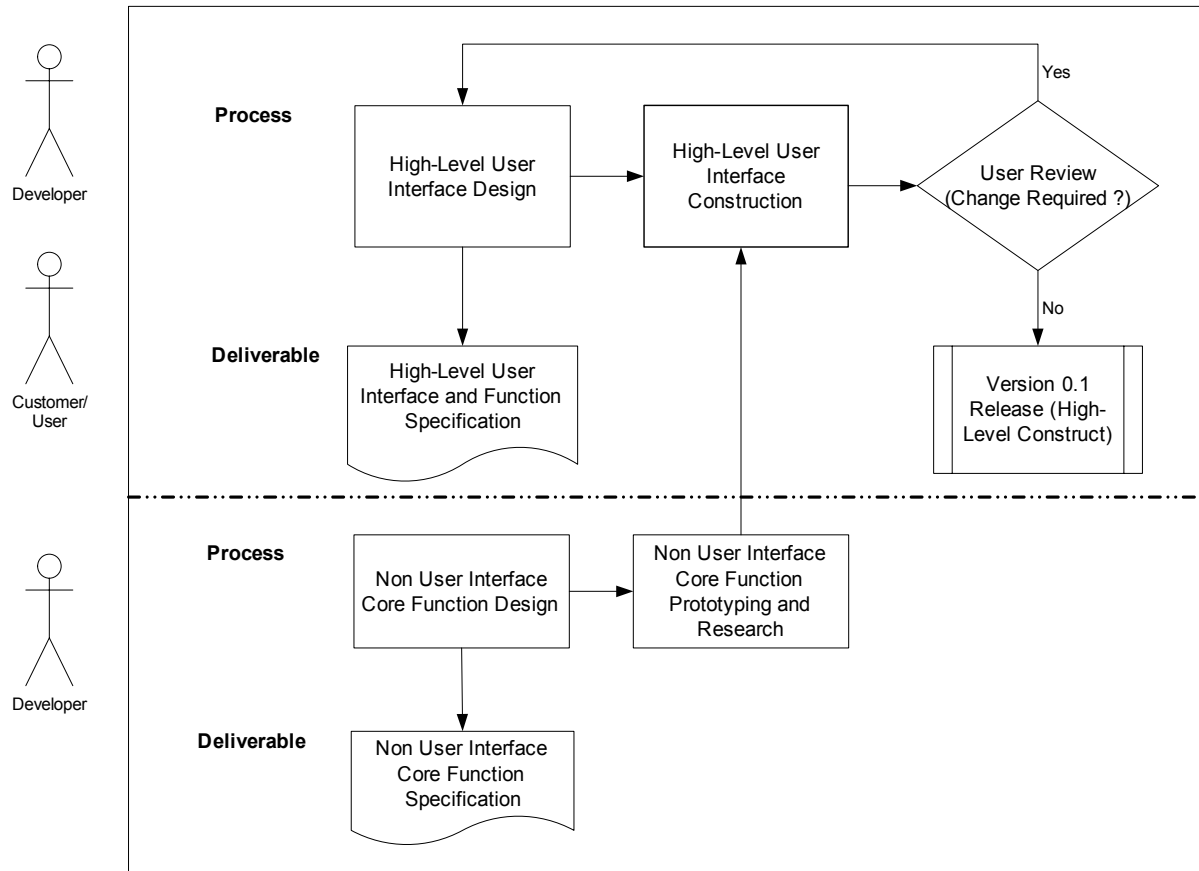 Developer
Customer/
User
Process
High-Level User
Interface Design
High-Level User
Interface
Construction
Yes
User Review
(Change Required ?)
No
Deliverable
High-Level User
Interface and Function
Specification
Version 0.1
Release (High-
Level Construct)
Developer
Process
Non User Interface
Core Function Design
Non User Interface
Core Function
Prototyping and
Research
Deliverable
Non User Interface
Core Function
Specification